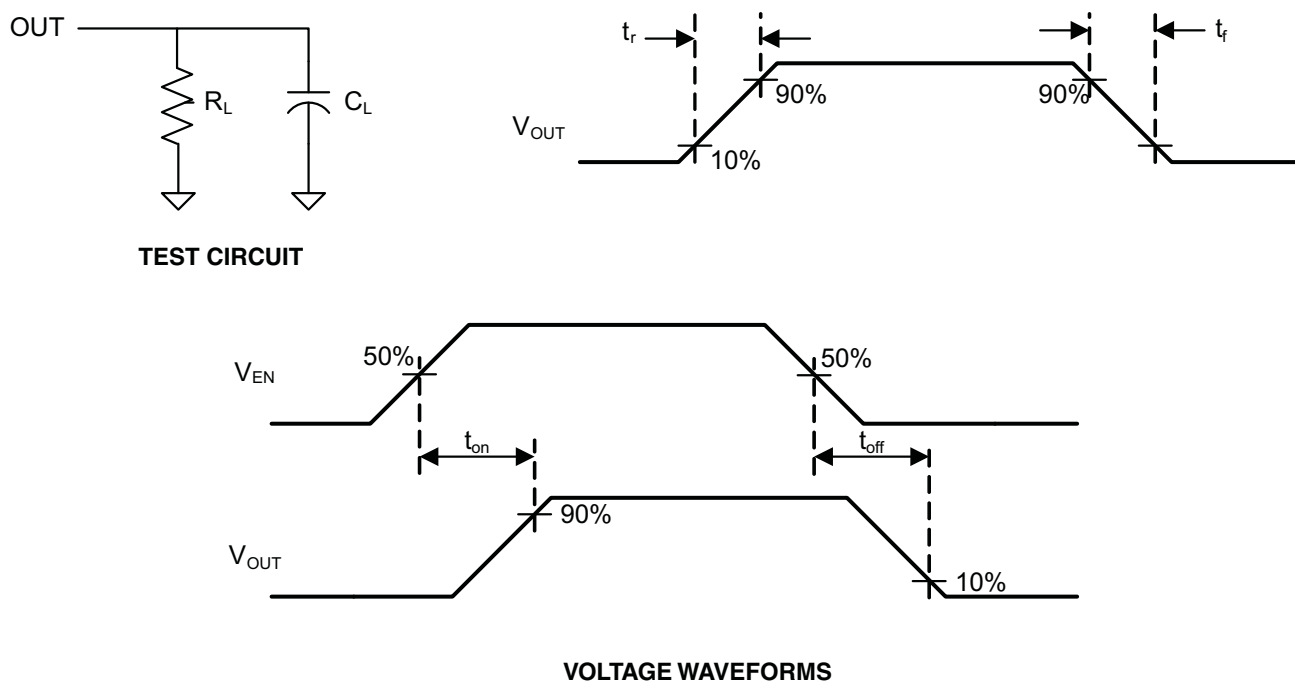 OUT
R_L
C_L
TEST CIRCUIT
t_r
t_f
90%
90%
V_OUT
10%
50%
50%
V_EN
t_on
t_off
90%
V_OUT
10%
VOLTAGE WAVEFORMS